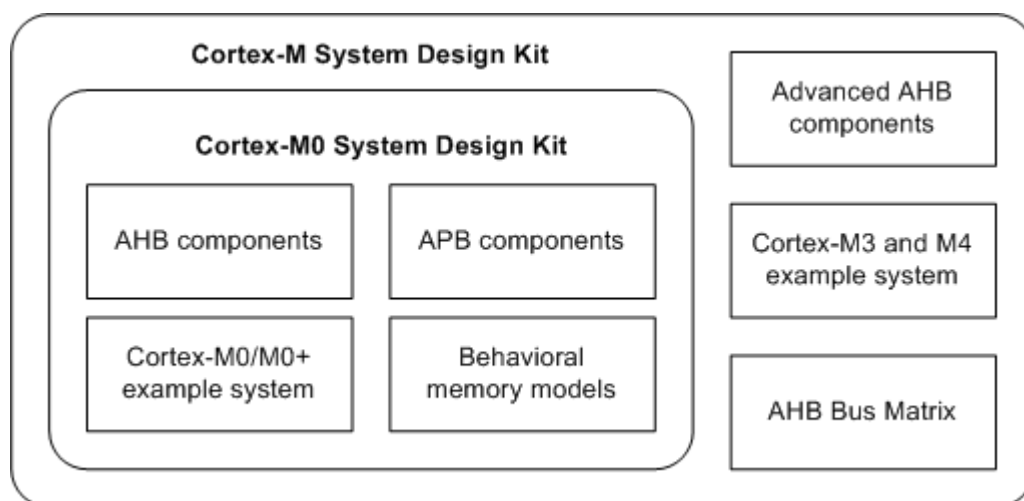 Cortex-M System Design Kit
Cortex-M0 System Design Kit
AHB components
APB components
Cortex-M0/M0+
example system
Behavioral
memory models
Advanced AHB
components
Cortex-M3 and M4
example system
AHB Bus Matrix